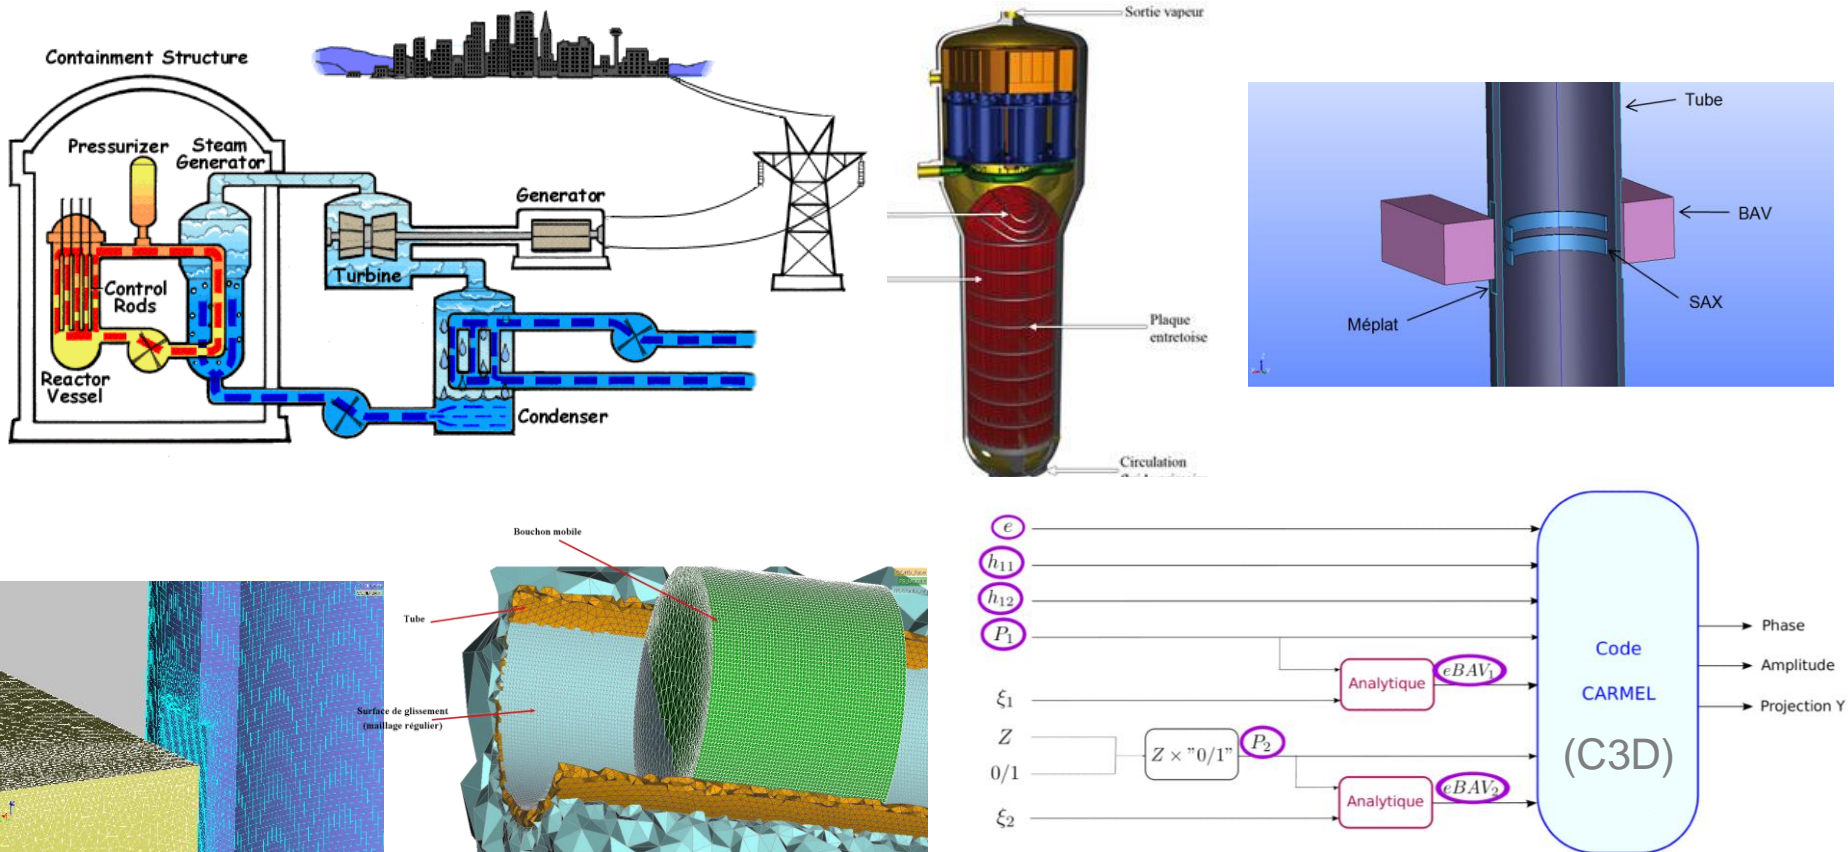 Containment Structure
Pressurizer
Steam
Generator
Control
Rods
Reactor
Vessel
Turbine
Generator
Condenser
Sortie vapeur
Plaque
entretoise
Circulation
Tube
BAV
SAX
Méplat
Bouchon mobile
Tube
Surface de glissement
(maillage régulier)
e
h₁₁
h₁₂
P₁
ξ₁
Z
0/1
ξ₂
Analytique
eBAV₁
Z × "0/1"
P₂
Analytique
eBAV₂
Code
CARMEL
(C3D)
Phase
Amplitude
Projection Y